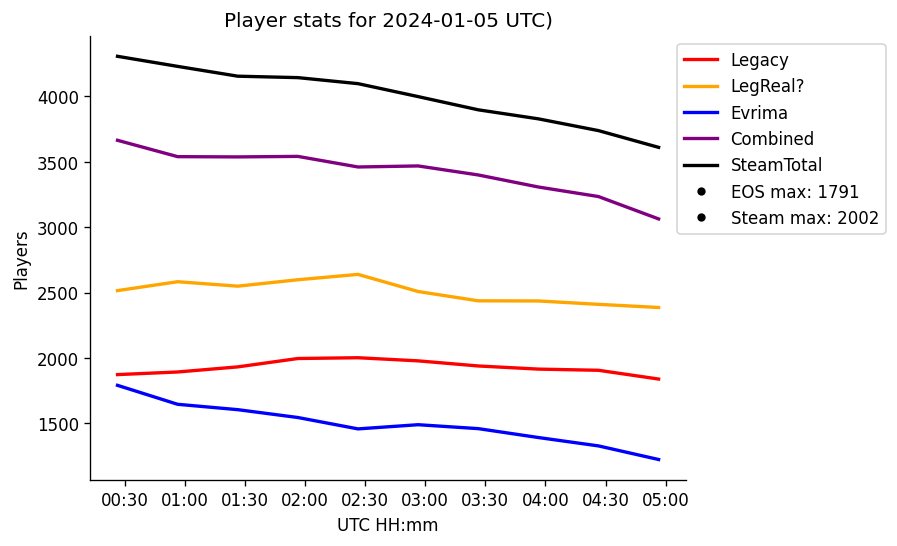 Player stats for 2024-01-05 UTC)
Legacy
LegReal?
Evrima
Combined
SteamTotal
EOS max: 1791
Steam max: 2002
4000
3500
3000
2500
2000
1500
Players
00:30 01:00 01:30 02:00 02:30 03:00 03:30 04:00 04:30 05:00
UTC HH:mm